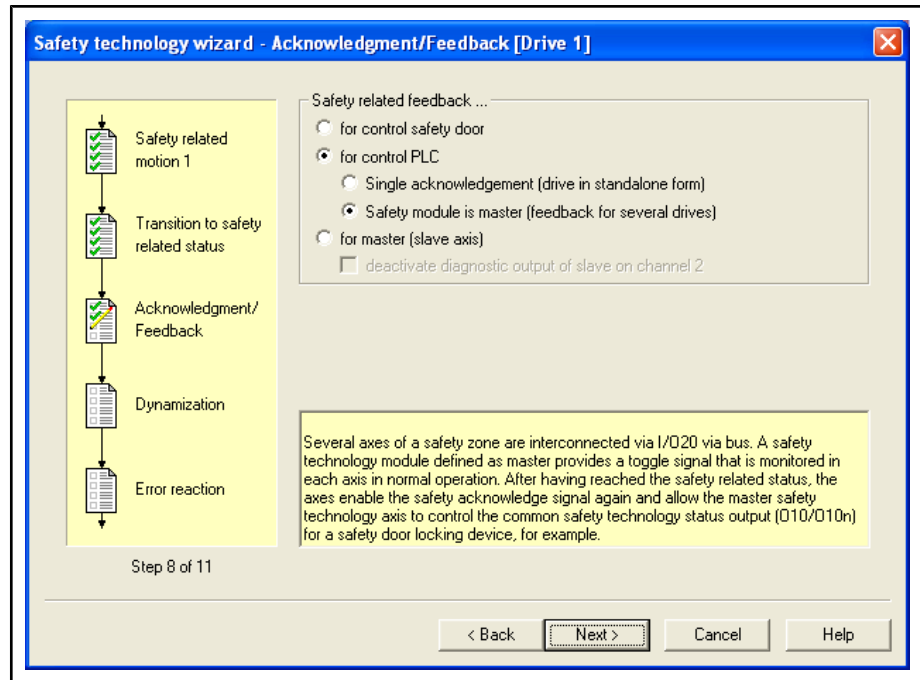 Safety technology wizard - Acknowledgment/Feedback [Drive 1]
Safety related
motion 1
Transition to safety
related status
Acknowledgment/
Feedback
Dynamization
Error reaction
Step 8 of 11
Safety related feedback ...
for control safety door
for control PLC
Single acknowledgement (drive in standalone form)
Safety module is master (feedback for several drives)
for master (slave axis)
deactivate diagnostic output of slave on channel 2
Several axes of a safety zone are interconnected via I/O20 via bus. A safety
technology module defined as master provides a toggle signal that is monitored in
each axis in normal operation. After having reached the safety related status, the
axes enable the safety acknowledge signal again and allow the master safety
technology axis to control the common safety technology status output (O10/O10n)
for a safety door locking device, for example.
< Back
Next >
Cancel
Help